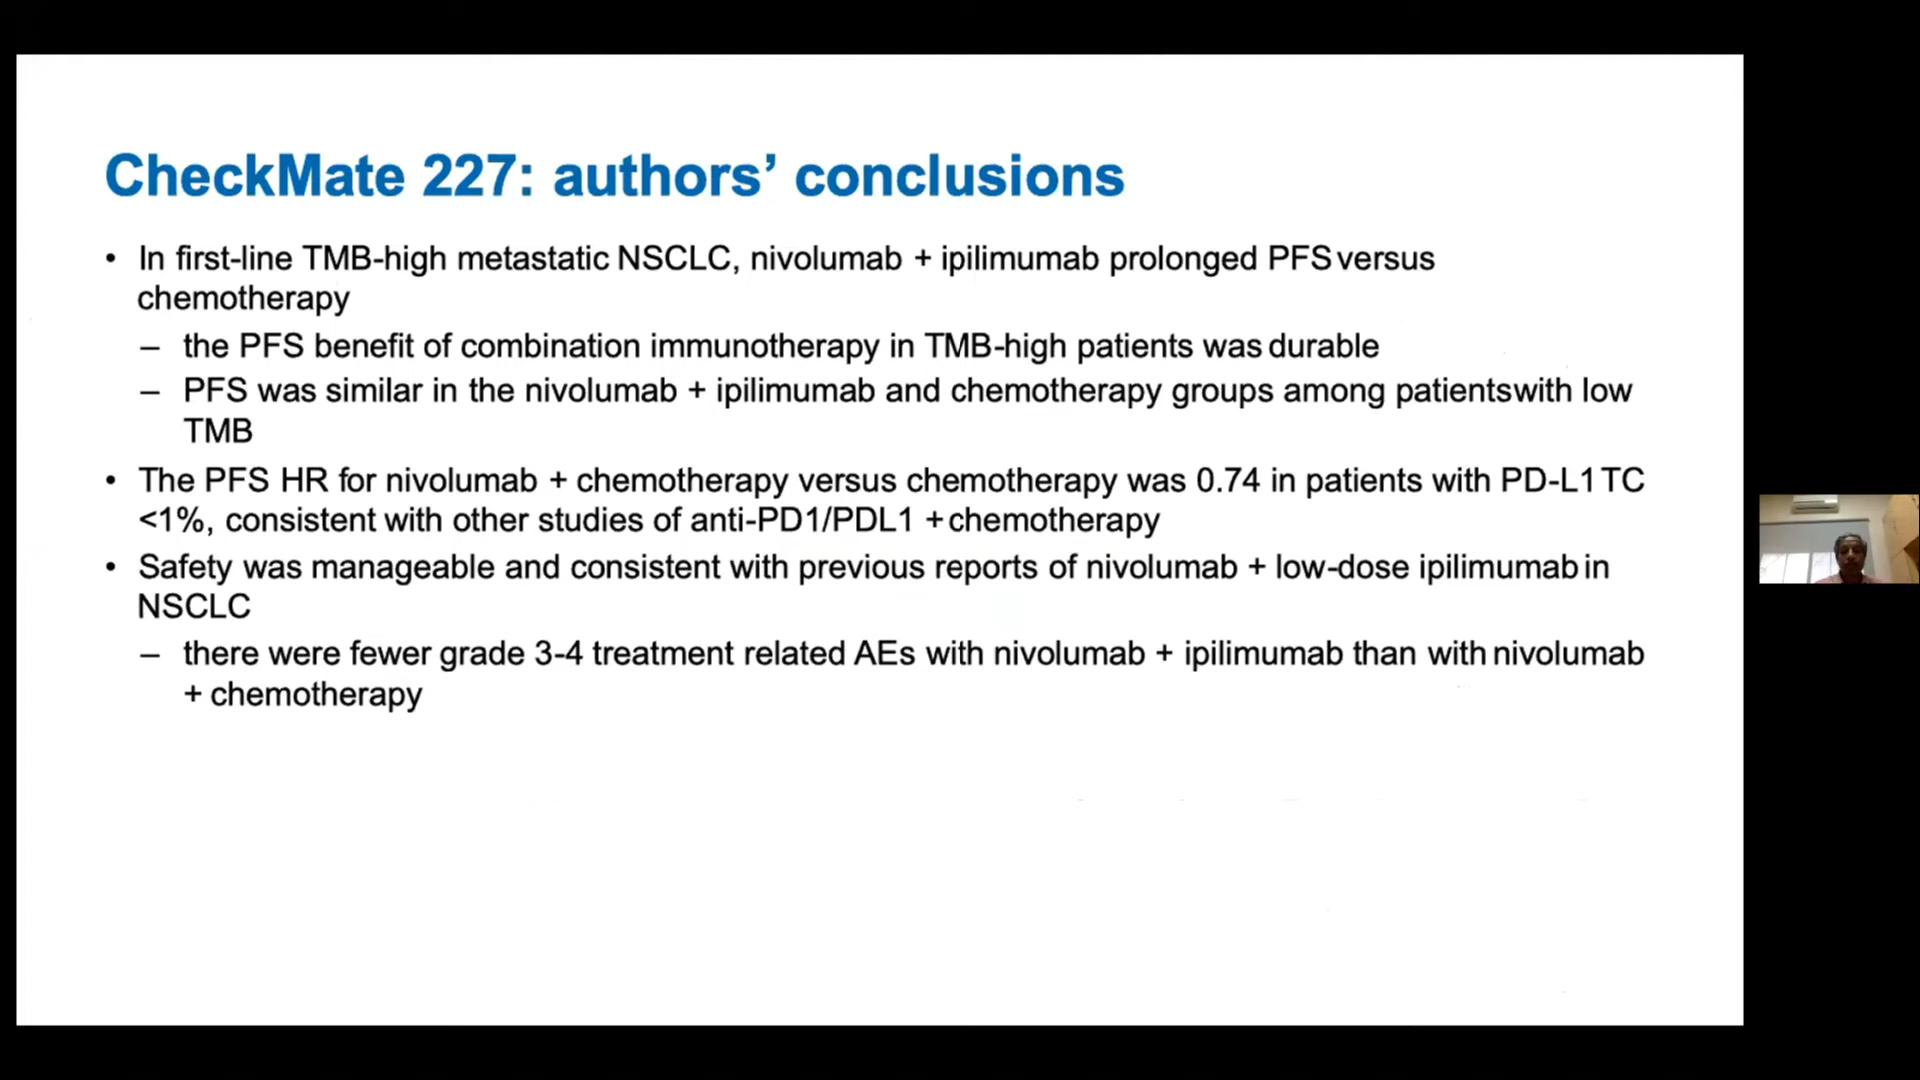 CheckMate 227: authors’ conclusions
• In first-line TMB-high metastatic NSCLC, nivolumab + ipilimumab prolonged PFS versus
chemotherapy
– the PFS benefit of combination immunotherapy in TMB-high patients was durable
– PFS was similar in the nivolumab + ipilimumab and chemotherapy groups among patientswith low
TMB
• The PFS HR for nivolumab + chemotherapy versus chemotherapy was 0.74 in patients with PD-L1 TC
<1%, consistent with other studies of anti-PD1/PDL1 + chemotherapy
• Safety was manageable and consistent with previous reports of nivolumab + low-dose ipilimumab in
NSCLC
– there were fewer grade 3-4 treatment related AEs with nivolumab + ipilimumab than with nivolumab
+ chemotherapy